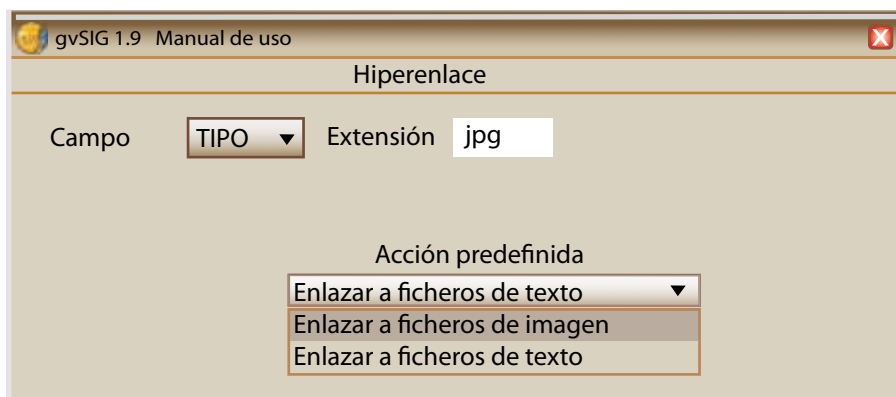 gvSIG 1.9 Manual de uso
Hiperenlace
Campo TIPO Extensión jpg
Acción predefinida
Enlazar a ficheros de texto
Enlazar a ficheros de imagen
Enlazar a ficheros de texto